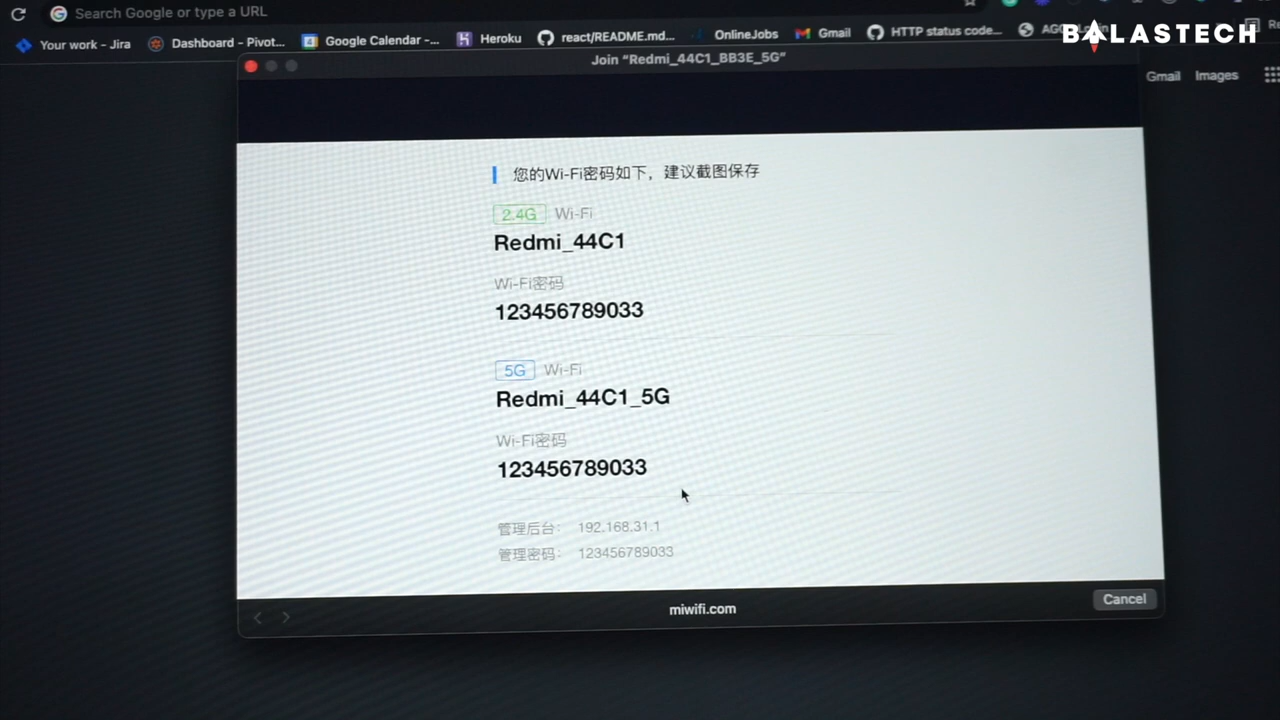 Search Google or type a URL
Your work - Jira
Dashboard - Pivot...
Google Calendar -...
Heroku
react/README.md...
OnlineJobs
Gmail
HTTP status code...
BALASTECH
Join “Redmi_44C1_BB3E_5G”
Gmail
Images
您的Wi-Fi密码如下，建议截图保存
2.4G Wi-Fi
Redmi_44C1
Wi-Fi密码
123456789033
5G Wi-Fi
Redmi_44C1_5G
Wi-Fi密码
123456789033
管理后台： 192.168.31.1
管理密码： 123456789033
miwifi.com
Cancel